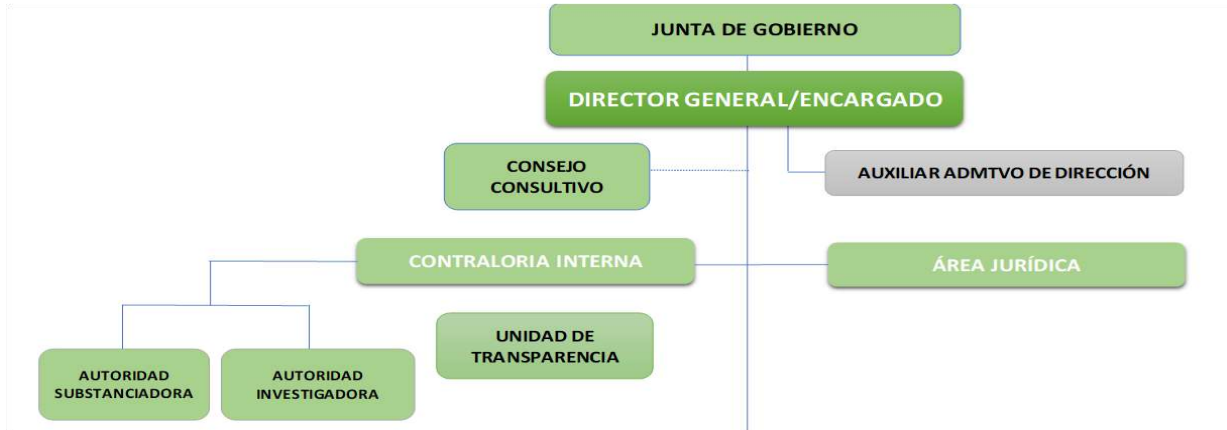 JUNTA DE GOBIERNO
DIRECTOR GENERAL/ENCARGADO
CONSEJO
CONSULTIVO
AUXILIAR ADMTVO DE DIRECCIÓN
CONTRALORIA INTERNA
ÁREA JURÍDICA
UNIDAD DE
TRANSPARENCIA
AUTORIDAD
SUBSTANCIADORA
AUTORIDAD
INVESTIGADORA